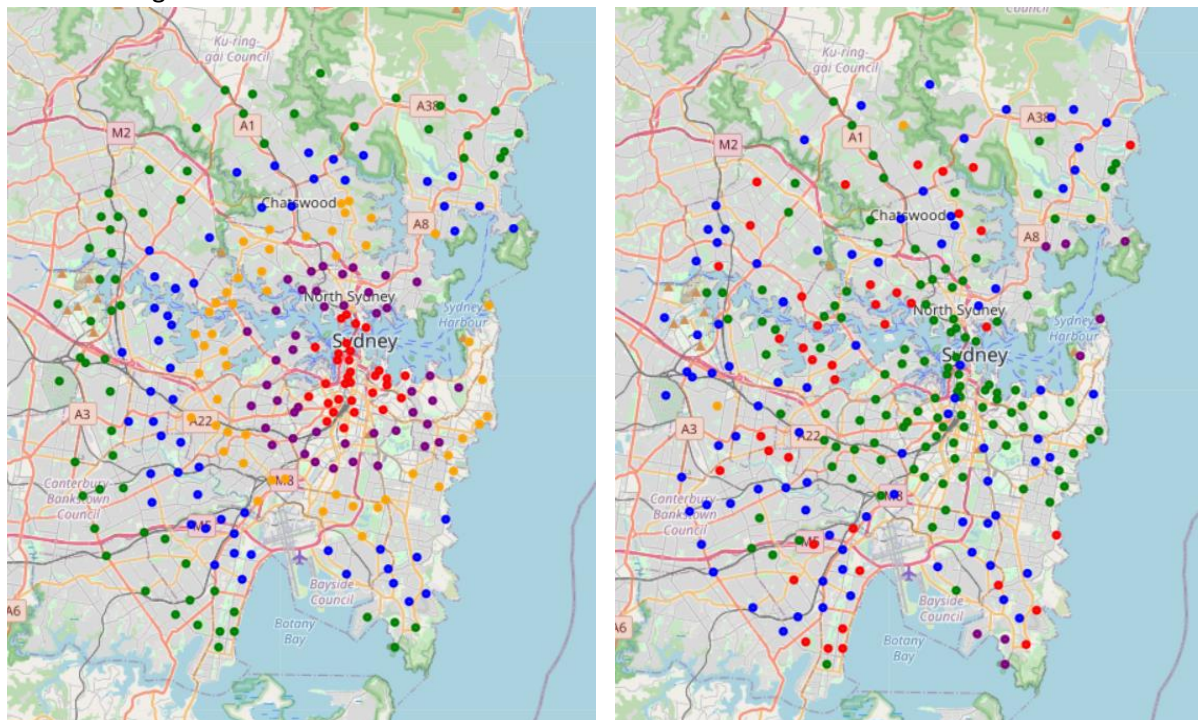 Ku-ring-
gai Council
A38
A1
M2
Chatswood
A8
North Sydney
Sydney
Harbour
Sydney
A3
A22
M8
Canterbury
Bankstown
Council
M5
Bayside
Council
A6
Botany
Bay
Council
Ku-ring-
gai Council
A38
A1
M2
Chatswood
A8
North Sydney
Sydney
Harbour
Sydney
A3
A22
M8
Canterbury
Bankstown
Council
M5
Bayside
Council
A6
Botany
Bay